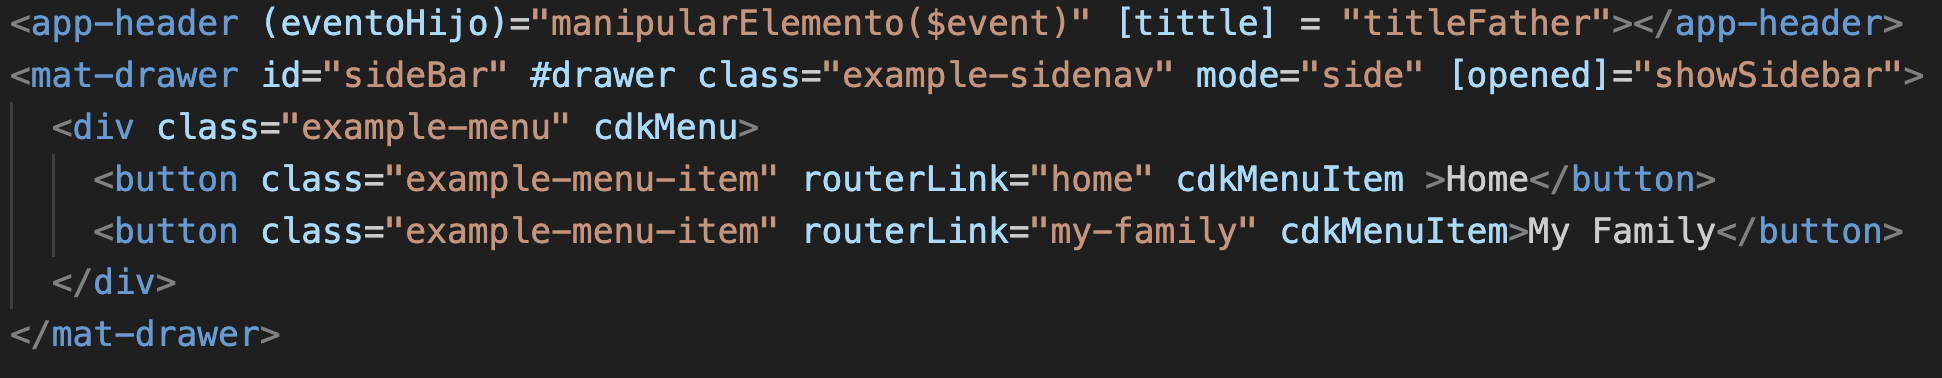 <app-header (eventoHijo)="manipularElemento($event)" [tittle] = "titleFather"></app-header>
<mat-drawer id="sideBar" #drawer class="example-sidenav" mode="side" [opened]="showSidebar">
  <div class="example-menu" cdkMenu>
    <button class="example-menu-item" routerLink="home" cdkMenuItem >Home</button>
    <button class="example-menu-item" routerLink="my-family" cdkMenuItem>My Family</button>
  </div>
</mat-drawer>